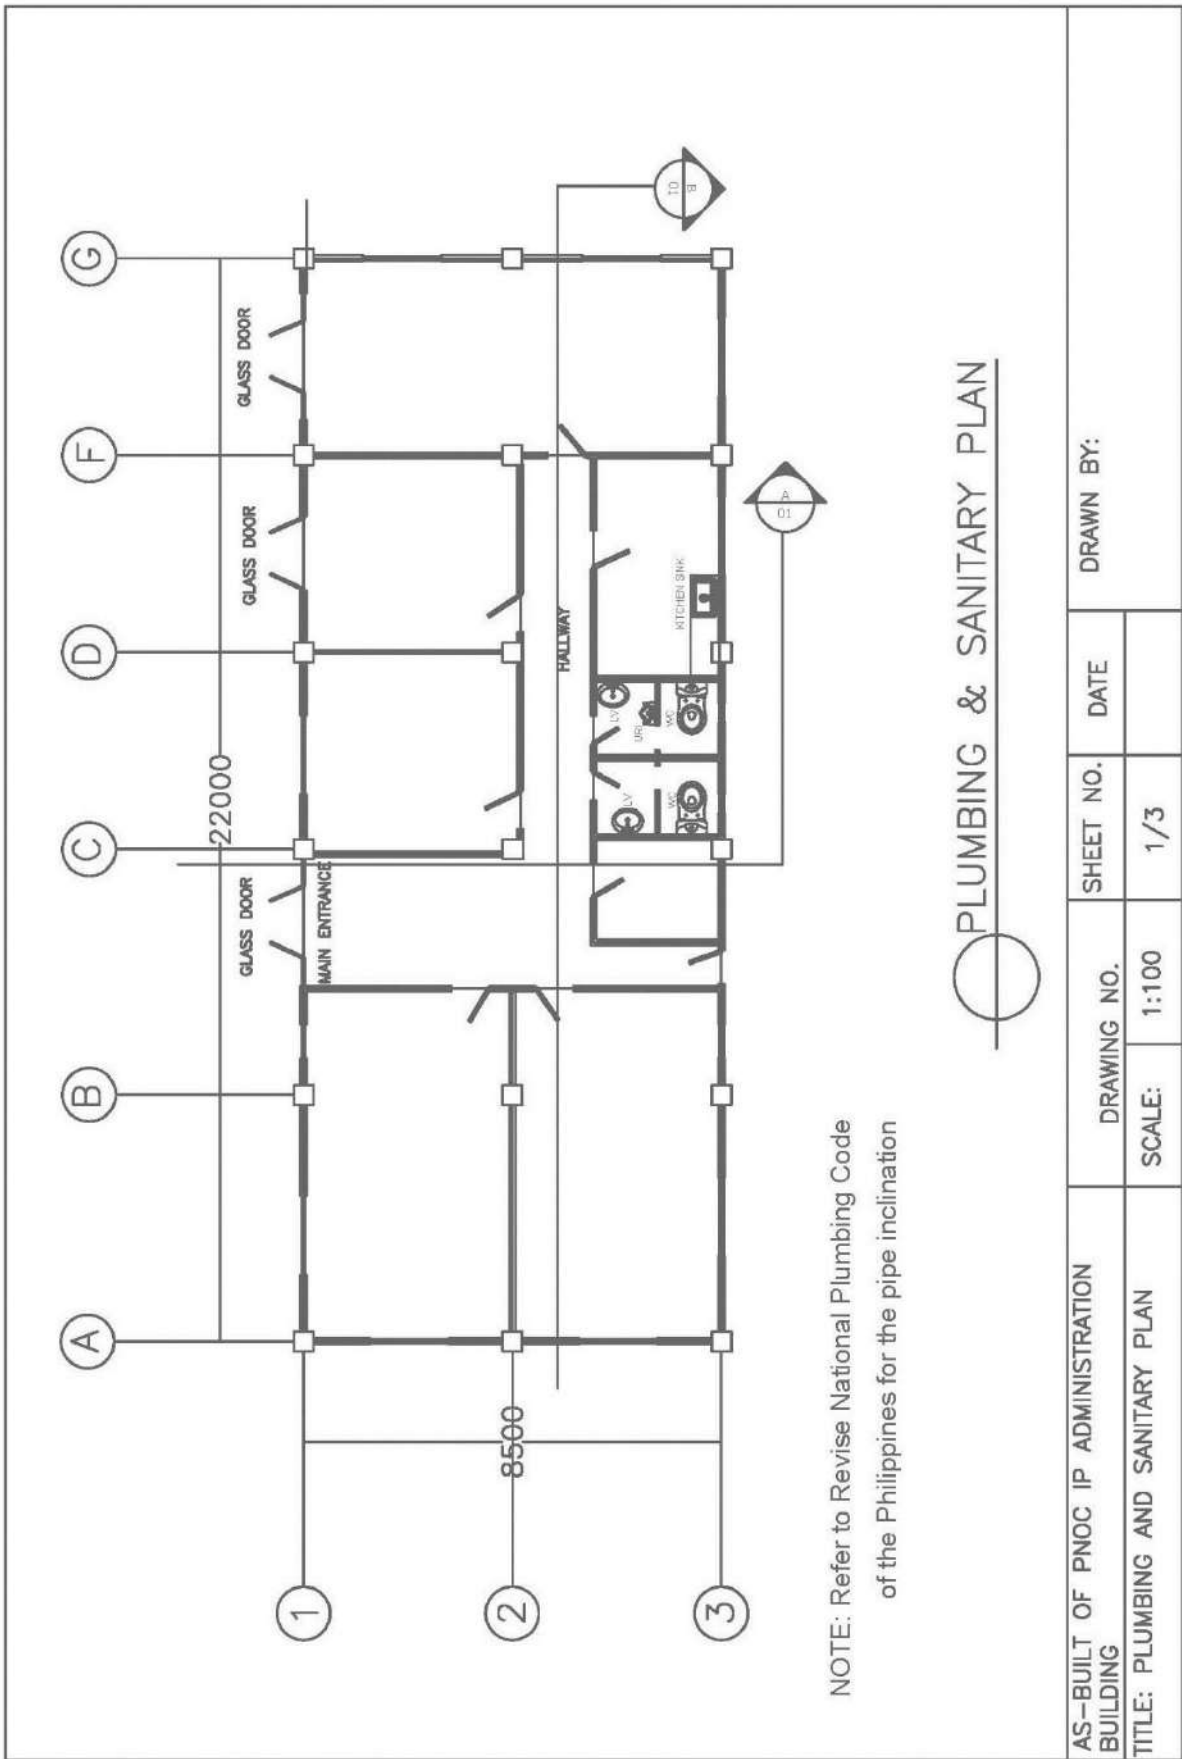 A
B
C
D
F
G
22000
GLASS DOOR
GLASS DOOR
GLASS DOOR
MAIN ENTRANCE
1
2
3
8500
HALLWAY
LV
LV
URI
WC
WC
KITCHEN SINK
A
01
B
01
NOTE: Refer to Revise National Plumbing Code
of the Philippines for the pipe inclination
PLUMBING & SANITARY PLAN
AS-BUILT OF PNOC IP ADMINISTRATION
BUILDING
TITLE: PLUMBING AND SANITARY PLAN
DRAWING NO.
SCALE: 1:100
SHEET NO.
1/3
DATE
DRAWN BY: